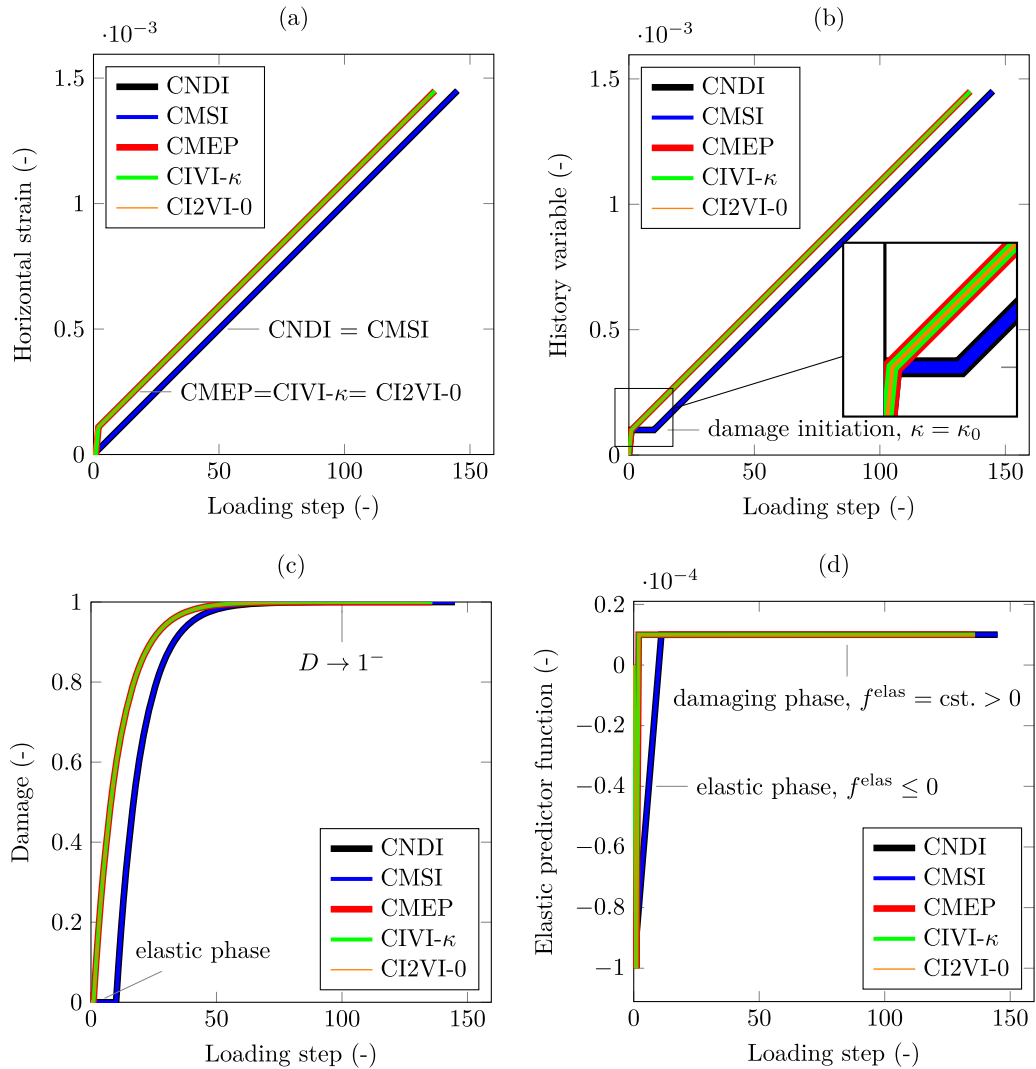 (a)
·10⁻³
1.5
1
0.5
0
0
50
100
150
Horizontal strain (-)
Loading step (-)
CNDI
CMSI
CMEP
CIVI-κ
CI2VI-0
CNDI = CMSI
CMEP=CIVI-κ= CI2VI-0
(b)
·10⁻³
1.5
1
0.5
0
0
50
100
150
History variable (-)
Loading step (-)
CNDI
CMSI
CMEP
CIVI-κ
CI2VI-0
damage initiation, κ = κ₀
(c)
1
0.8
0.6
0.4
0.2
0
0
50
100
150
Damage (-)
Loading step (-)
D → 1⁻
elastic phase
CNDI
CMSI
CMEP
CIVI-κ
CI2VI-0
(d)
·10⁻⁴
0.2
0
−0.2
−0.4
−0.6
−0.8
−1
0
50
100
150
Elastic predictor function (-)
Loading step (-)
damaging phase, f^elas = cst. > 0
elastic phase, f^elas ≤ 0
CNDI
CMSI
CMEP
CIVI-κ
CI2VI-0